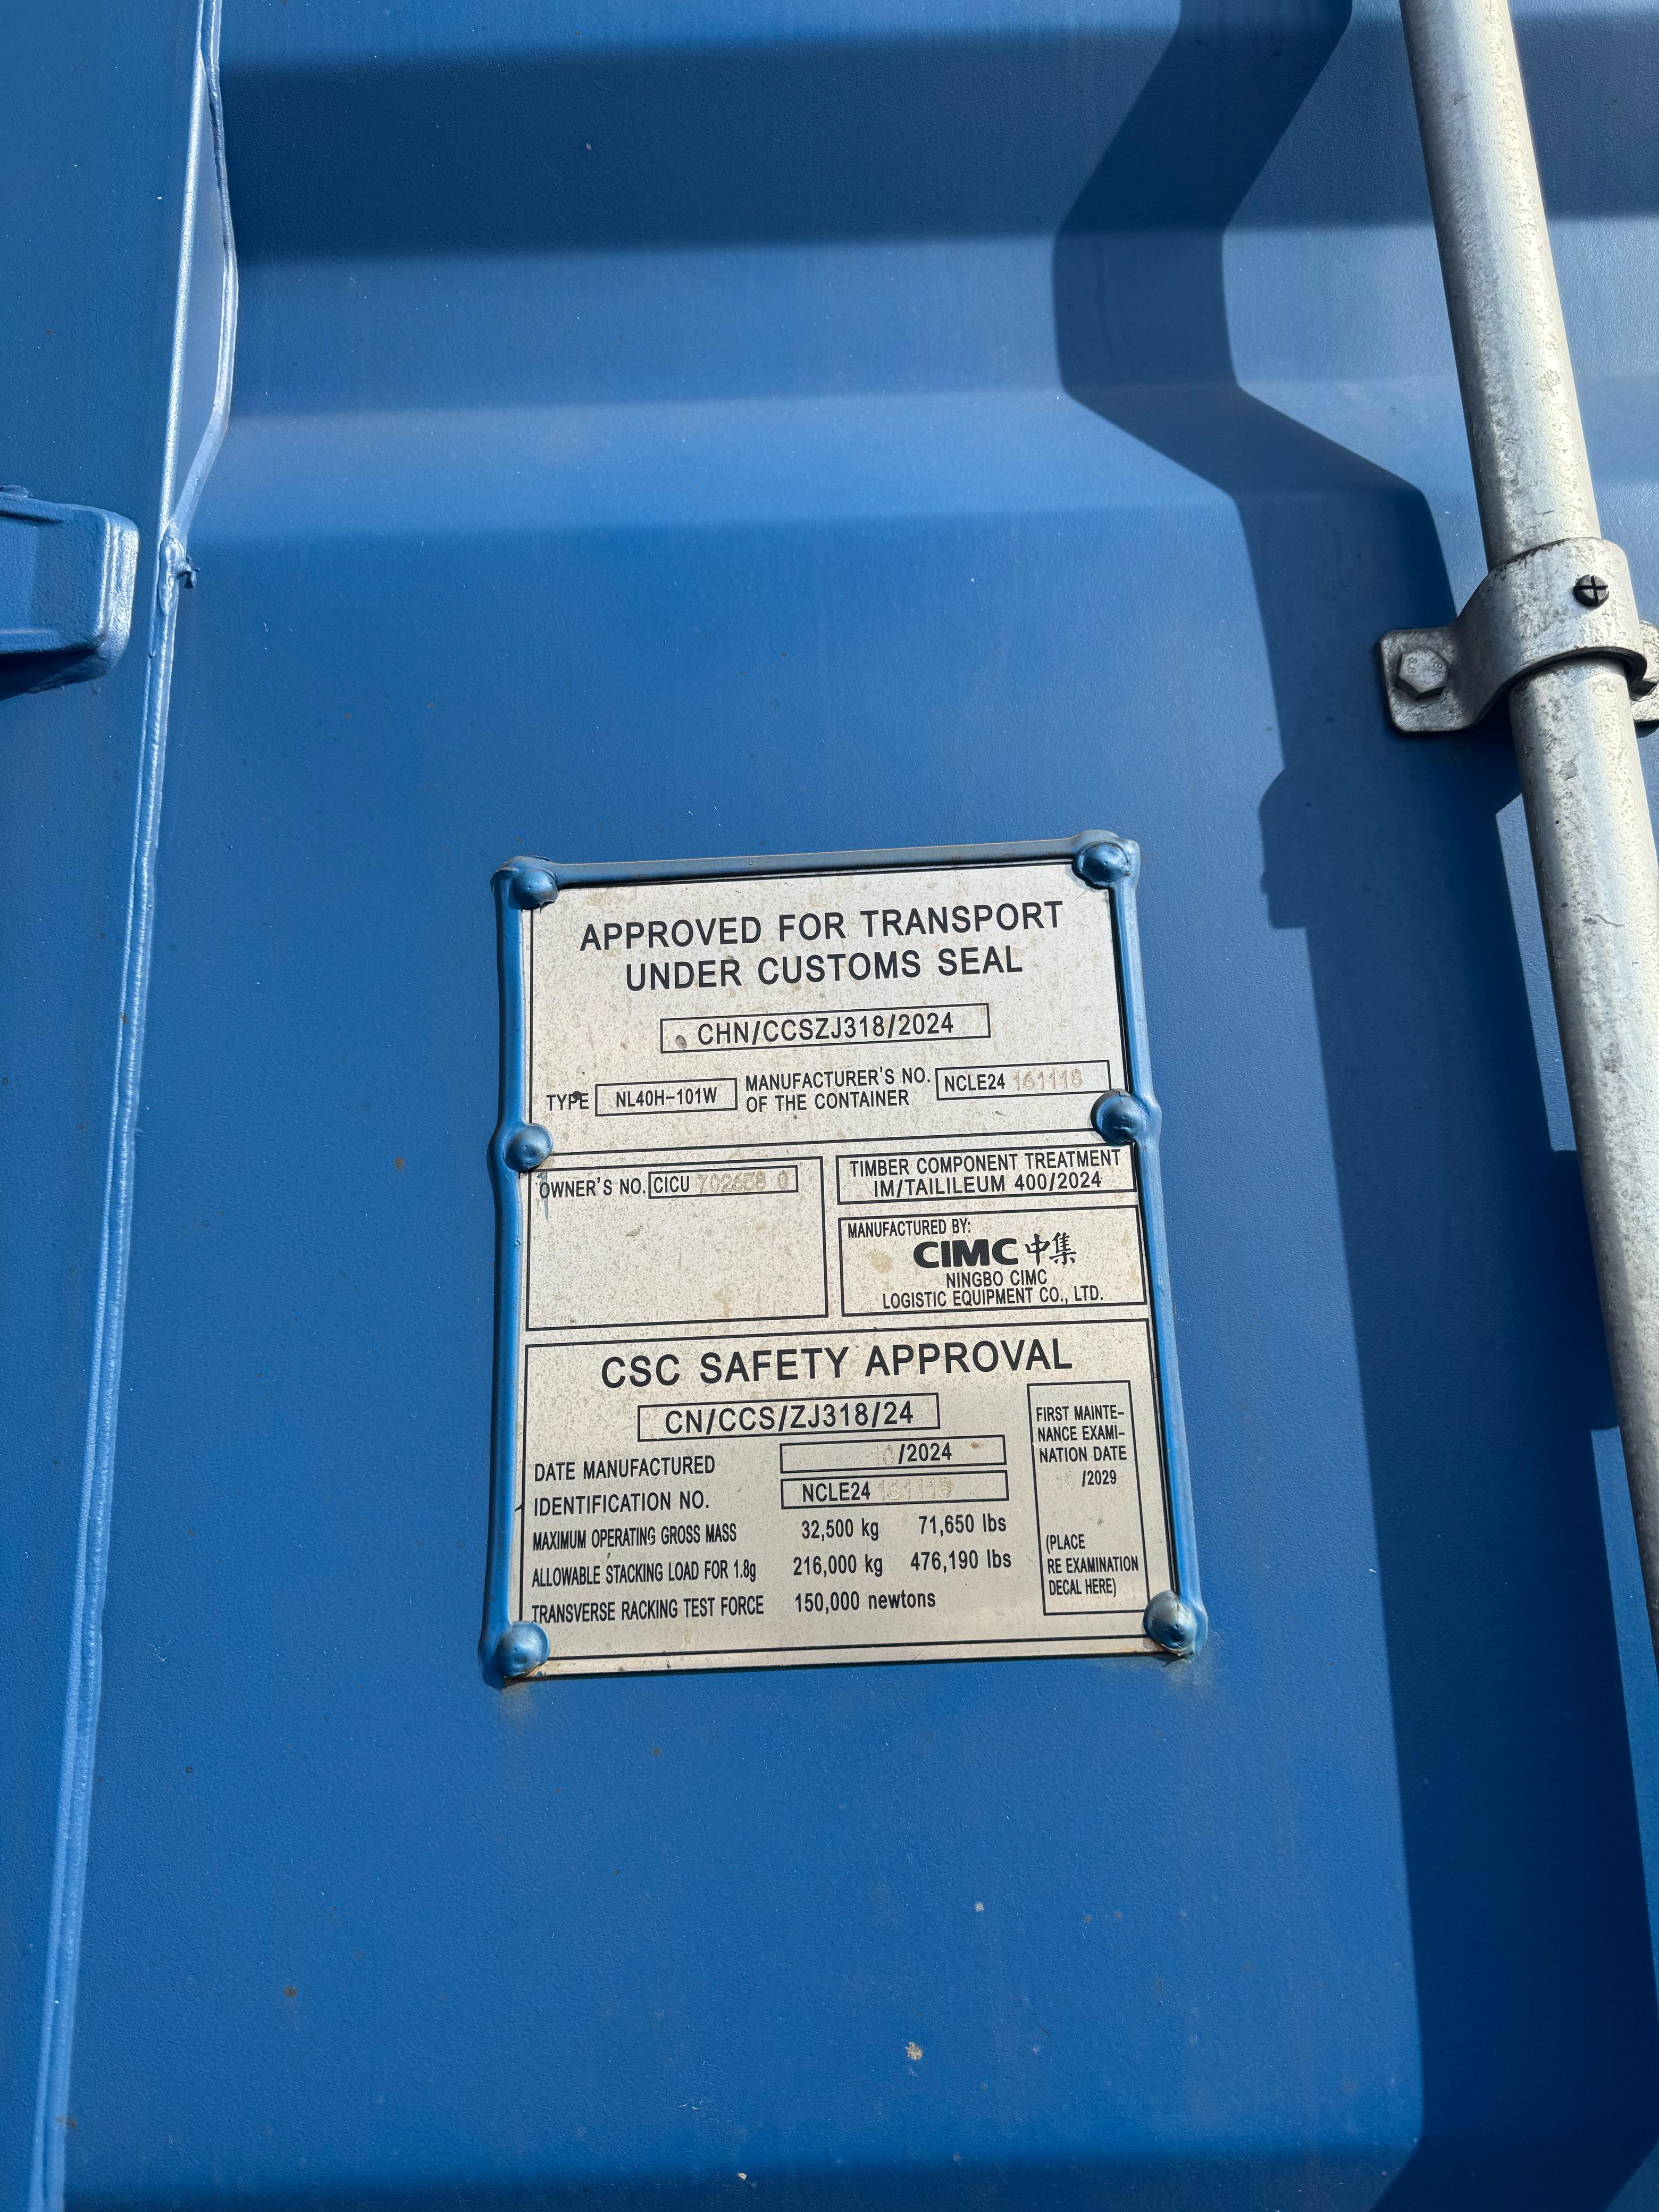 APPROVED FOR TRANSPORT
UNDER CUSTOMS SEAL
CHN/CCSZJ318/2024
TYPE NL40H-101W MANUFACTURER'S NO. OF THE CONTAINER NCLE24 161118
OWNER'S NO. CICU
TIMBER COMPONENT TREATMENT
IM/TAILILEUM 400/2024
MANUFACTURED BY:
CIMC 中集
NINGBO CIMC
LOGISTIC EQUIPMENT CO., LTD.
CSC SAFETY APPROVAL
CN/CCS/ZJ318/24
DATE MANUFACTURED 10/2024
IDENTIFICATION NO. NCLE24 161118
MAXIMUM OPERATING GROSS MASS 32,500 kg 71,650 lbs
ALLOWABLE STACKING LOAD FOR 1.8g 216,000 kg 476,190 lbs
TRANSVERSE RACKING TEST FORCE 150,000 newtons
FIRST MAINTE-
NANCE EXAMI-
NATION DATE
/2029
(PLACE
RE EXAMINATION
DECAL HERE)